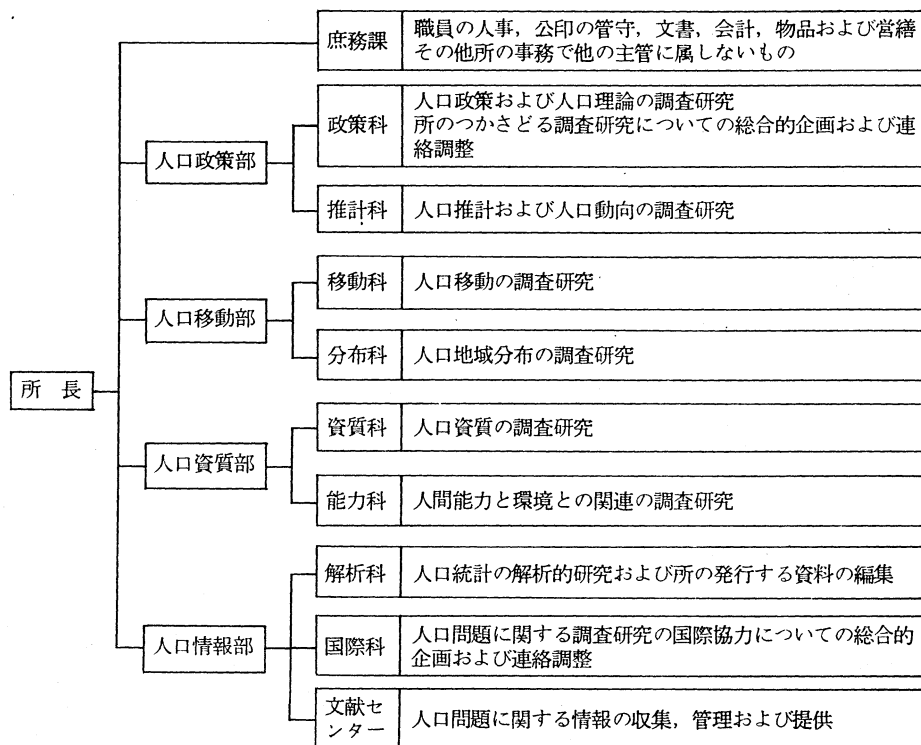 庶務課
職員の人事，公印の管守，文書，会計，物品および営繕
その他所の事務で他の主管に属しないもの
人口政策部
政策科
人口政策および人口理論の調査研究
所のつかさどる調査研究についての総合的企画および連
絡調整
推計科
人口推計および人口動向の調査研究
人口移動部
移動科
人口移動の調査研究
分布科
人口地域分布の調査研究
所 長
人口資質部
資質科
人口資質の調査研究
能力科
人間能力と環境との関連の調査研究
人口情報部
解析科
人口統計の解析的研究および所の発行する資料の編集
国際科
人口問題に関する調査研究の国際協力についての総合的
企画および連絡調整
文献セ
ンター
人口問題に関する情報の収集，管理および提供